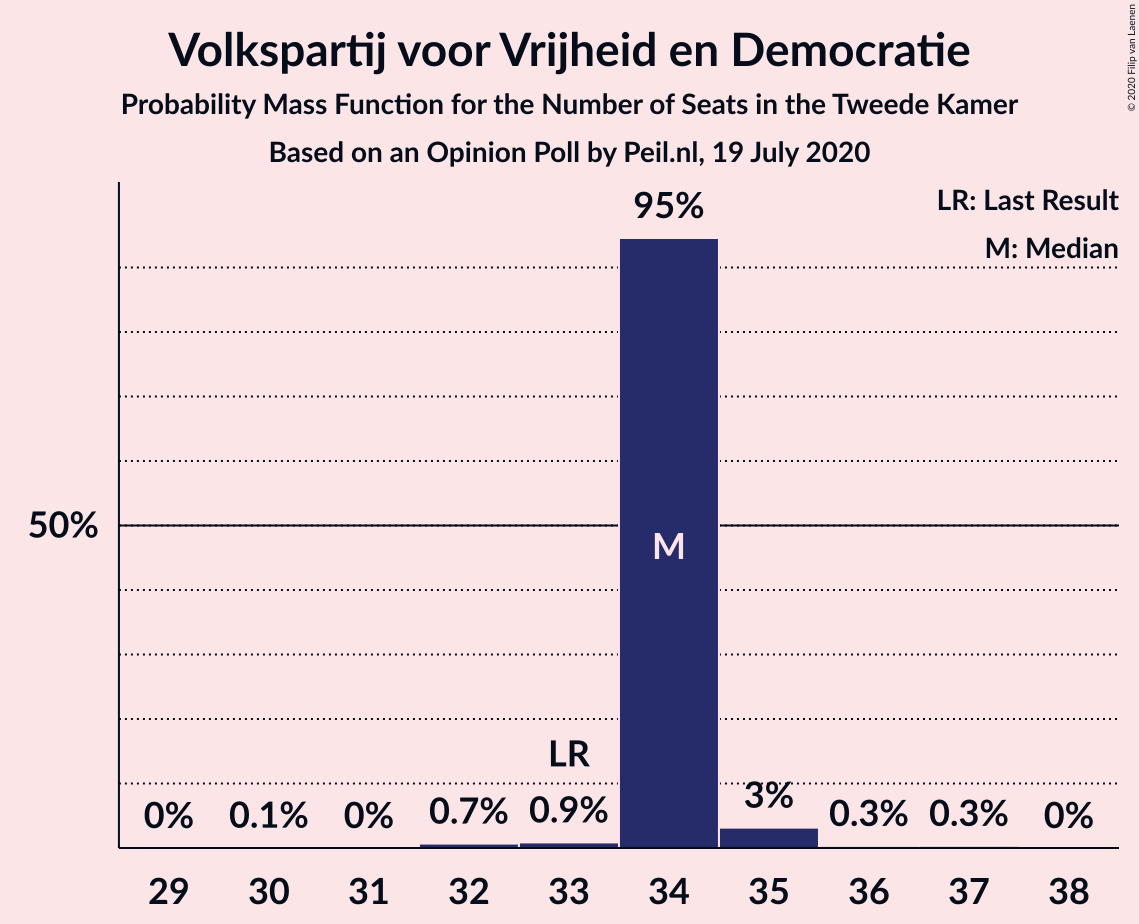 Volkspartij voor Vrijheid en Democratie
Probability Mass Function for the Number of Seats in the Tweede Kamer
Based on an Opinion Poll by Peil.nl, 19 July 2020
© 2020 Filip van Laenen
LR: Last Result
M: Median
95%
50%
M
LR
0% 0.1% 0% 0.7% 0.9% 3% 0.3% 0.3% 0%
29 30 31 32 33 34 35 36 37 38